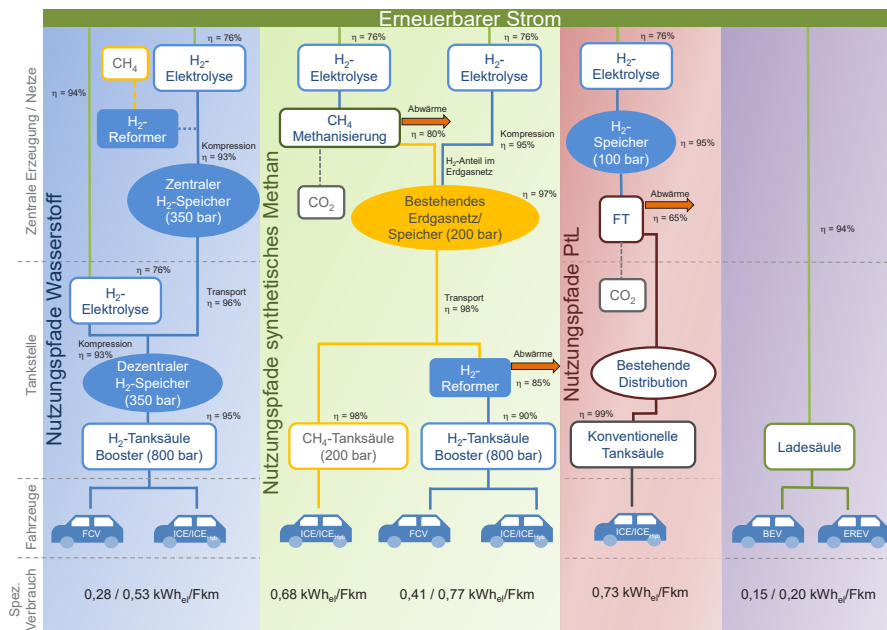 Erneuerbarer Strom
Zentrale Erzeugung / Netze
Tankstelle
Fahrzeuge
Spez.
Verbrauch
Nutzungspfade Wasserstoff
η = 94%
CH₄
H₂-
Reformer
η = 76%
H₂-
Elektrolyse
Kompression
η = 93%
Zentraler
H₂-Speicher
(350 bar)
η = 76%
H₂-
Elektrolyse
Transport
η = 96%
Kompression
η = 93%
Dezentraler
H₂-Speicher
(350 bar)
η = 95%
H₂-Tanksäule
Booster (800 bar)
FCV
ICE/ICEHyb
0,28 / 0,53 kWhel/Fkm
Nutzungspfade synthetisches Methan
η = 76%
H₂-
Elektrolyse
η = 76%
H₂-
Elektrolyse
CH₄
Methanisierung
Abwärme
η = 80%
CO₂
Kompression
η = 95%
H₂-Anteil im
Erdgasnetz
η = 97%
Bestehendes
Erdgasnetz/
Speicher (200 bar)
Transport
η = 98%
H₂-
Reformer
Abwärme
η = 85%
η = 98%
CH₄-Tanksäule
(200 bar)
η = 90%
H₂-Tanksäule
Booster (800 bar)
ICE/ICEHyb
FCV
ICE/ICEHyb
0,68 kWhel/Fkm
0,41 / 0,77 kWhel/Fkm
Nutzungspfade PtL
η = 76%
H₂-
Elektrolyse
H₂-
Speicher
(100 bar)
η = 95%
FT
Abwärme
η = 65%
CO₂
Bestehende
Distribution
η = 99%
Konventionelle
Tanksäule
ICE/ICEHyb
0,73 kWhel/Fkm
η = 94%
Ladesäule
BEV
EREV
0,15 / 0,20 kWhel/Fkm